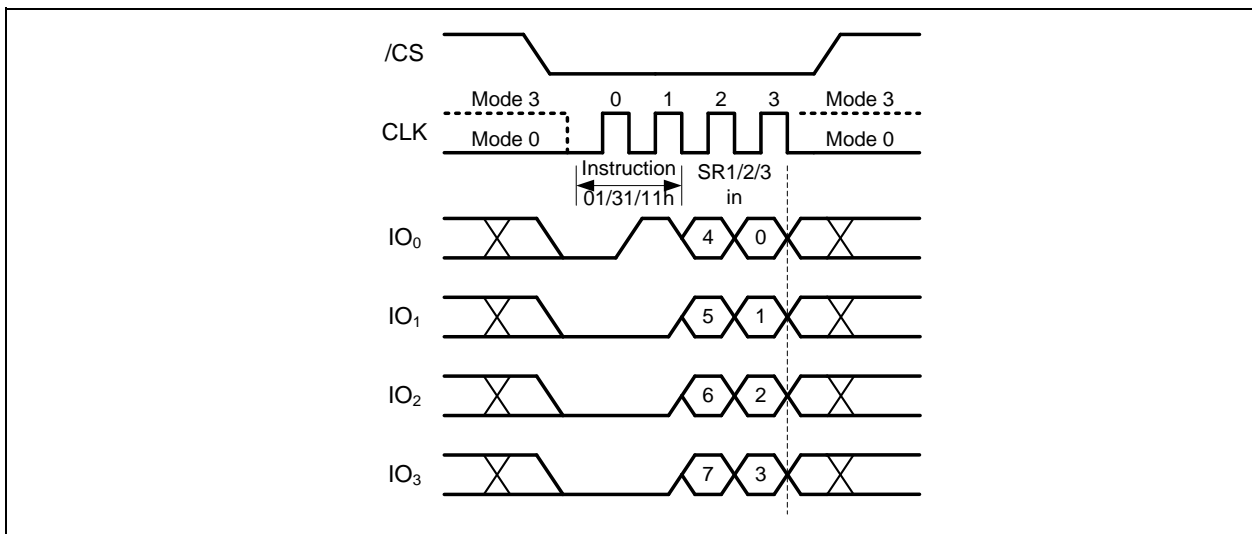 /CS
Mode 3 0 1 2 3 Mode 3
CLK
Mode 0 Mode 0
Instruction SR1/2/3
01/31/11h in
IO₀ 4 0
IO₁ 5 1
IO₂ 6 2
IO₃ 7 3